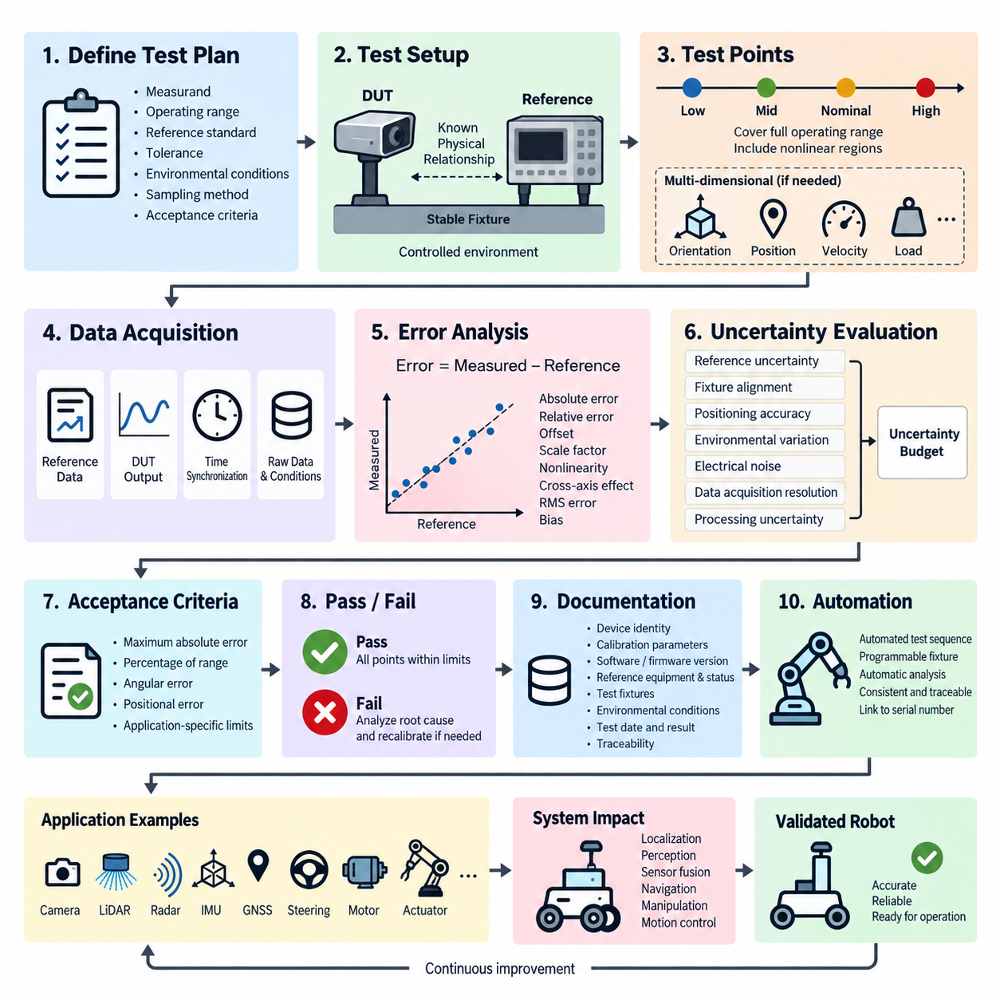 1. Define Test Plan
• Measurand
• Operating range
• Reference standard
• Tolerance
• Environmental conditions
• Sampling method
• Acceptance criteria
2. Test Setup
DUT
Reference
Known
Physical
Relationship
Stable Fixture
Controlled environment
3. Test Points
Low
Mid
Nominal
High
Cover full operating range
Include nonlinear regions
Multi-dimensional (if needed)
Orientation
Position
Velocity
Load
...
4. Data Acquisition
Reference
Data
DUT
Output
Time
Synchronization
Raw Data
& Conditions
5. Error Analysis
Error = Measured – Reference
Measured
Reference
Absolute error
Relative error
Offset
Scale factor
Nonlinearity
Cross-axis effect
RMS error
Bias
6. Uncertainty Evaluation
Reference uncertainty
Fixture alignment
Positioning accuracy
Environmental variation
Electrical noise
Data acquisition resolution
Processing uncertainty
Uncertainty
Budget
7. Acceptance Criteria
• Maximum absolute error
• Percentage of range
• Angular error
• Positional error
• Application-specific limits
8. Pass / Fail
Pass
All points within limits
Fail
Analyze root cause
and recalibrate if needed
9. Documentation
• Device identity
• Calibration parameters
• Software / firmware version
• Reference equipment & status
• Test fixtures
• Environmental conditions
• Test date and result
• Traceability
10. Automation
Automated test sequence
Programmable fixture
Automatic analysis
Consistent and traceable
Link to serial number
Application Examples
Camera
LiDAR
Radar
IMU
GNSS
Steering
Motor
Actuator
...
System Impact
Localization
Perception
Sensor fusion
Navigation
Manipulation
Motion control
Validated Robot
Accurate
Reliable
Ready for operation
Continuous improvement